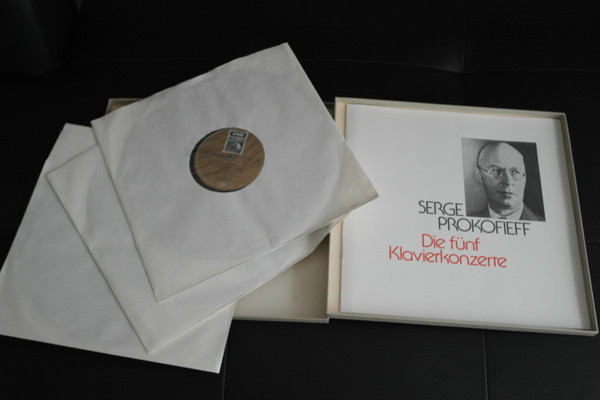 SERGE
PROKOFIEFF
Die fünf
Klavierkonzerte